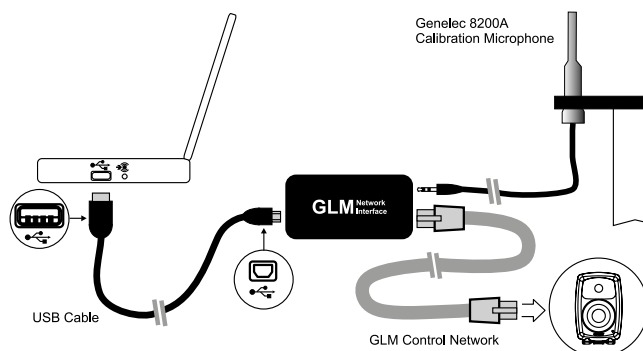 Genelec 8200A
Calibration Microphone
GLM Network Interface
USB Cable
GLM Control Network